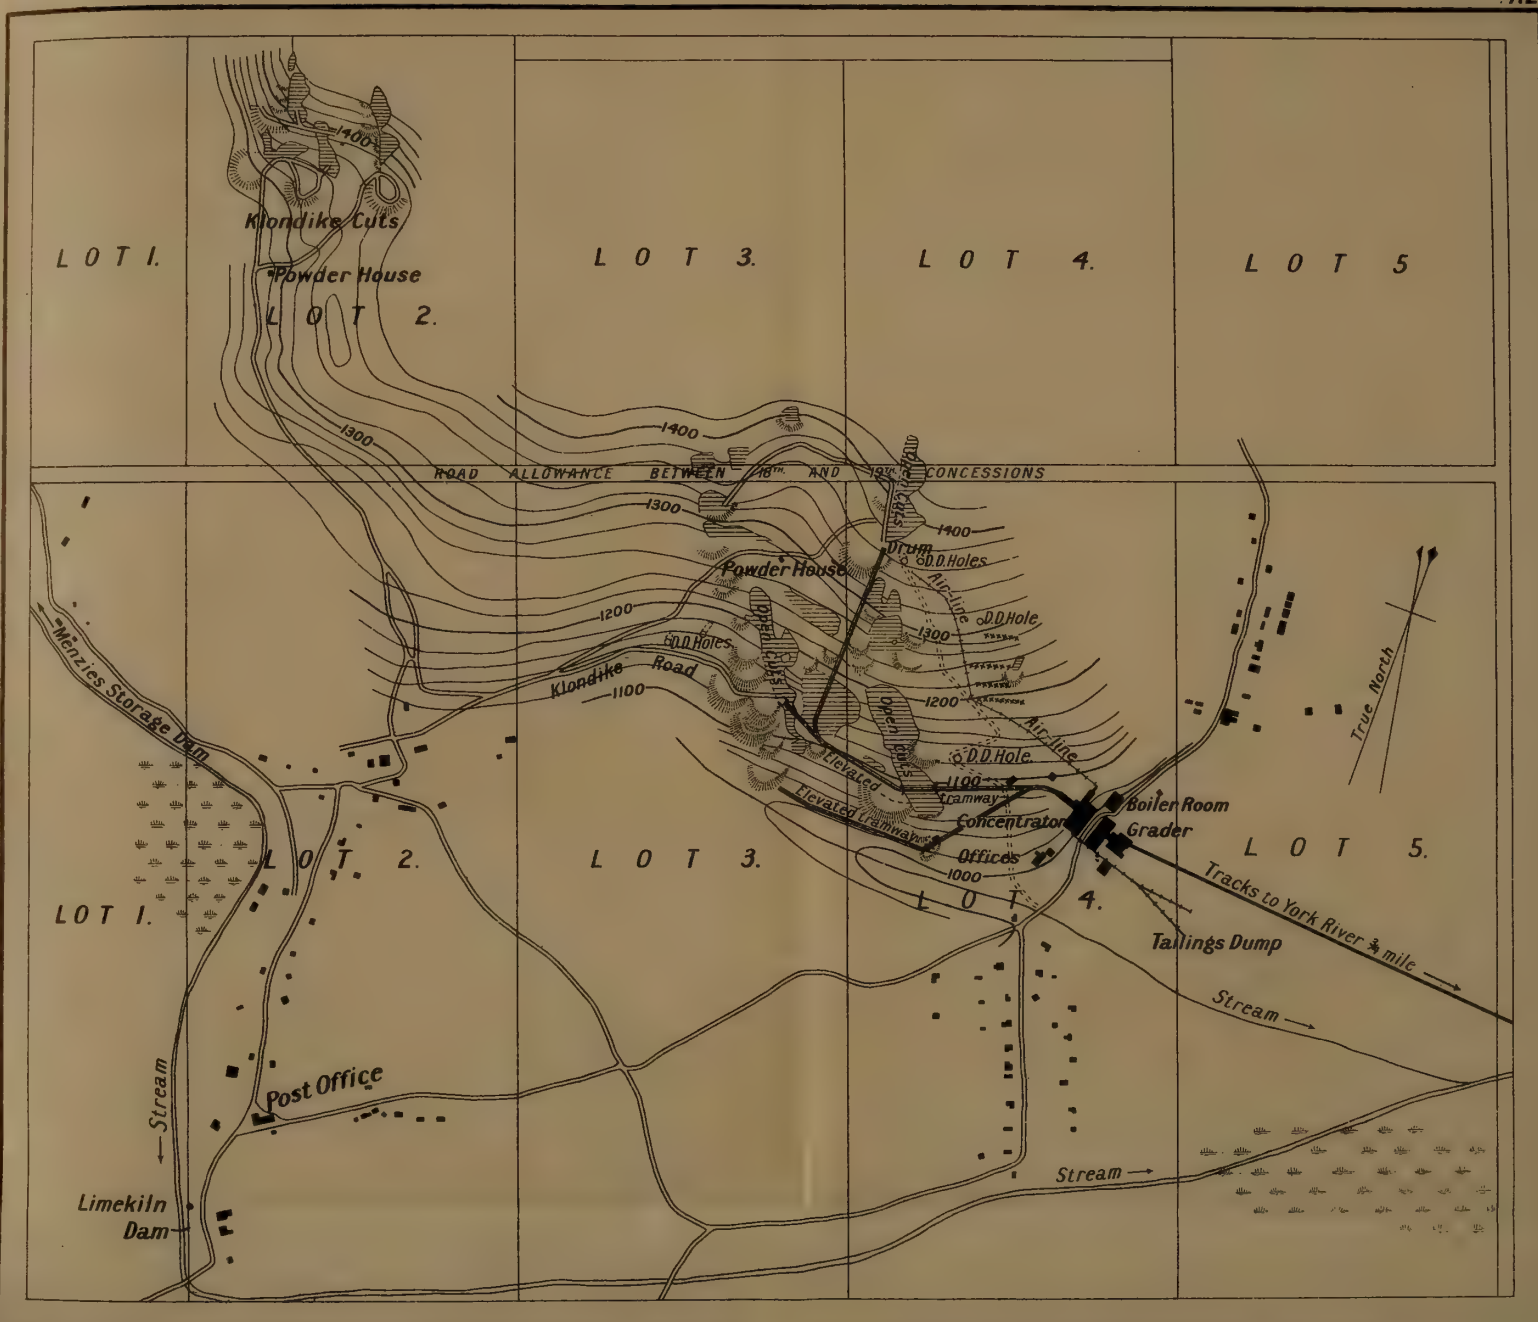 1400
Klondike Cuts
LOT 1.
Powder House
LOT 2.
LOT 3.
LOT 4.
LOT 5
1300
1400
ROAD ALLOWANCE BETWEEN 18TH. AND 19TH. CONCESSIONS
Open Cuts
1300
1400
Drum
D.D.Holes
Powder House
Air-line
1200
Open Cuts
D.D.Hole
1300
D.D.Holes
Klondike Road
1100
1200
Open Cuts
Air-line
True North
Menzies Storage Dam
D.D.Hole
Elevated
1100
tramway
Elevated tramway
Concentrator
Boiler Room
Grader
Offices
1000
LOT 1.
LOT 2.
LOT 3.
LOT 4.
LOT 5.
Tracks to York River ¾ mile
Tailings Dump
Stream
Stream
Post Office
Stream
Limekiln
Dam